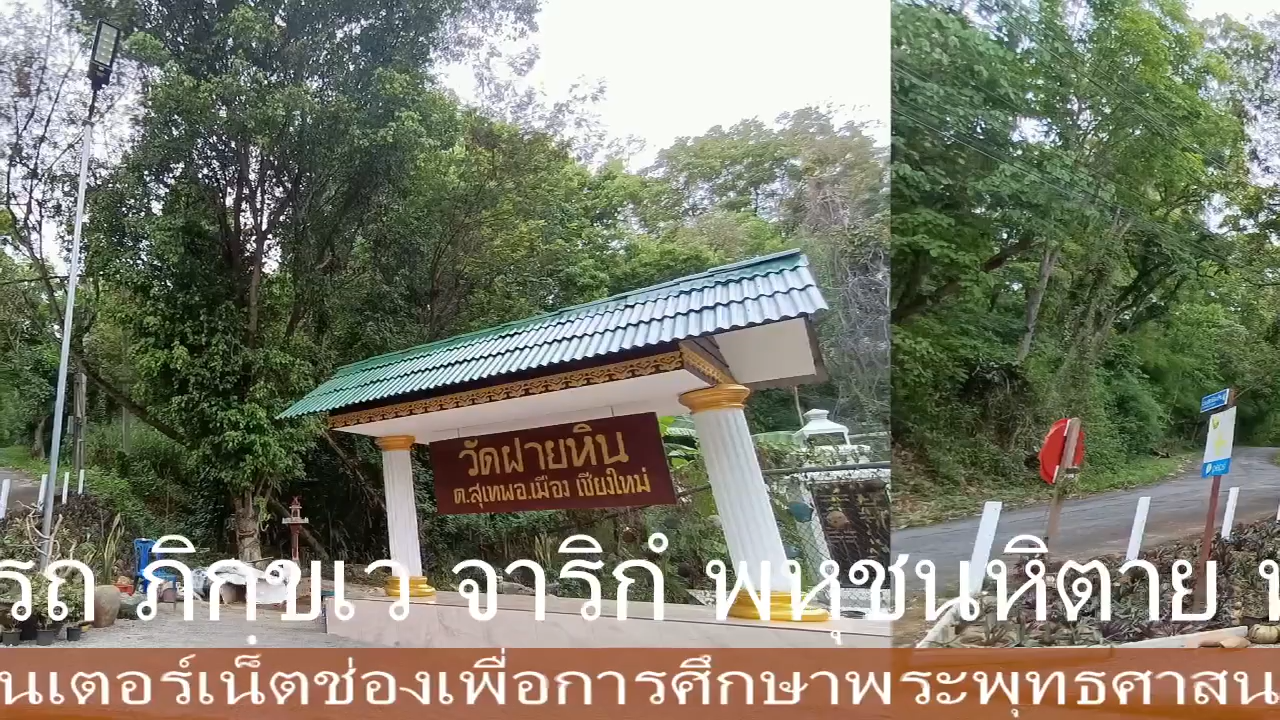 วัดฝายหิน
ต.สุเทพอ.เมือง เชียงใหม่
pepsi
รถ ภิกฺขเว จาริกํ พหุชนหิตาย
นเตอร์เน็ตช่องเพื่อการศึกษาพระพุทธศาสน